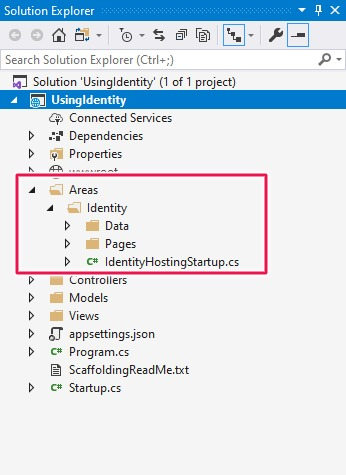 Solution Explorer
Search Solution Explorer (Ctrl+;)
Solution 'UsingIdentity' (1 of 1 project)
UsingIdentity
Connected Services
Dependencies
Properties
wwwroot
Areas
Identity
Data
Pages
C# IdentityHostingStartup.cs
Controllers
Models
Views
appsettings.json
C# Program.cs
ScaffoldingReadMe.txt
C# Startup.cs